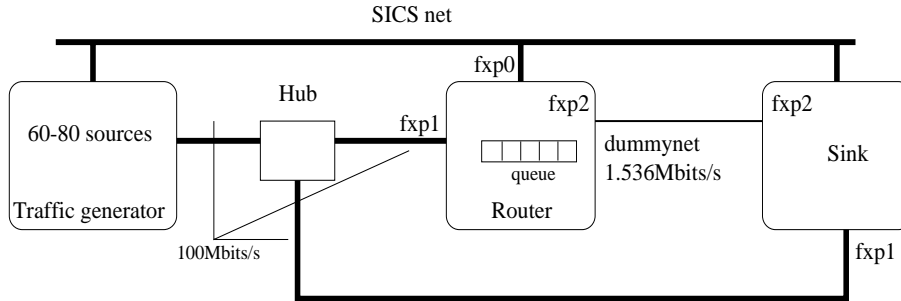 SICS net
fxp0
Hub
fxp1
fxp2
fxp2
60-80 sources
dummynet
1.536Mbits/s
Sink
queue
Traffic generator
Router
100Mbits/s
fxp1